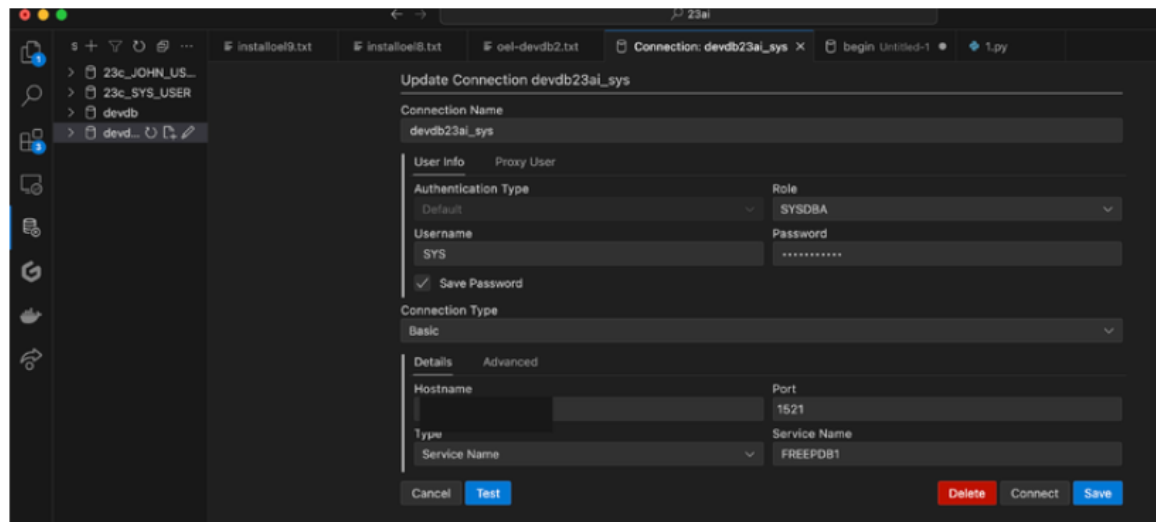 23ai
S
installoel9.txt
installoel8.txt
oel-devdb2.txt
Connection: devdb23ai_sys
begin Untitled-1
1.py
23c_JOHN_US...
23c_SYS_USER
devdb
devd...
1
3
Update Connection devdb23ai_sys
Connection Name
devdb23ai_sys
User Info Proxy User
Authentication Type Role
Default SYSDBA
Username Password
SYS •••••••••••
Save Password
Connection Type
Basic
Details Advanced
Hostname Port
1521
Type Service Name
Service Name FREEPDB1
Cancel Test Delete Connect Save